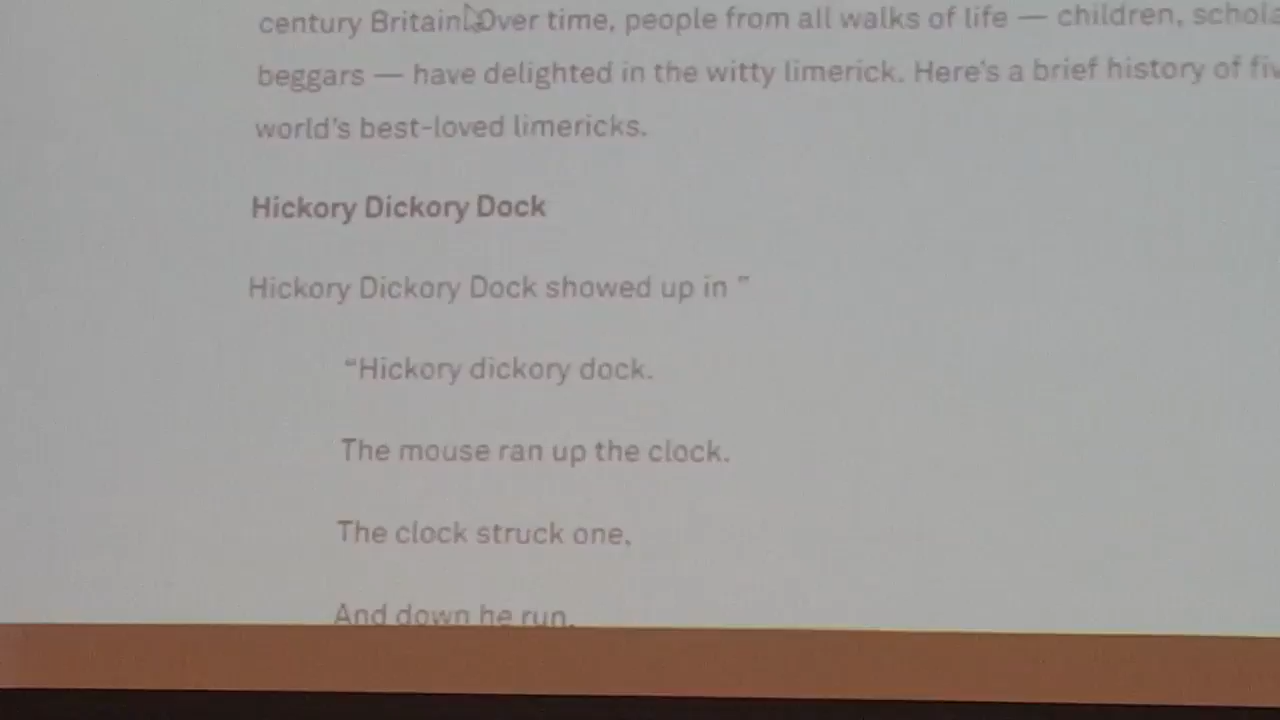 century Britain. Over time, people from all walks of life — children,
beggars — have delighted in the witty limerick. Here's a brief history of
world's best-loved limericks.
Hickory Dickory Dock
Hickory Dickory Dock showed up in "
“Hickory dickory dock.
The mouse ran up the clock.
The clock struck one,
And down he run.